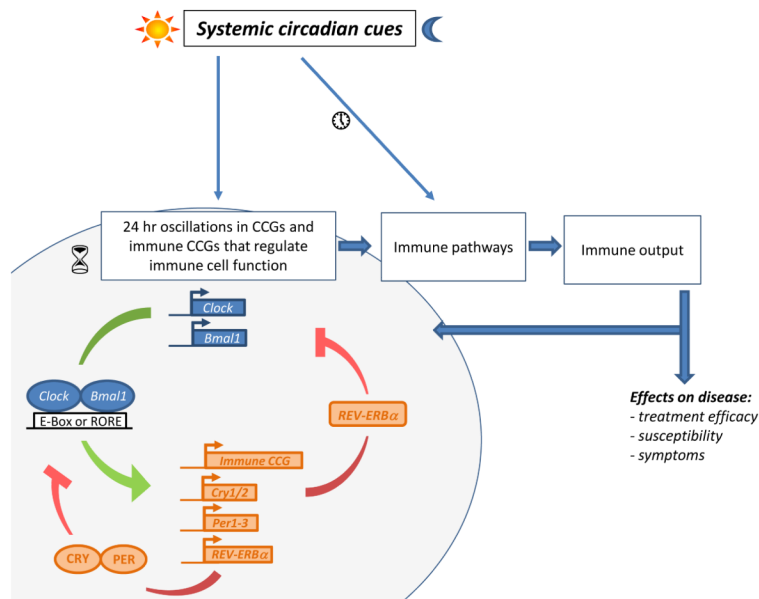 Systemic circadian cues
24 hr oscillations in CCGs and
immune CCGs that regulate
immune cell function
Immune pathways
Immune output
Clock
Bmal1
Clock Bmal1
E-Box or RORE
REV-ERBα
Effects on disease:
- treatment efficacy
- susceptibility
- symptoms
Immune CCG
Cry1/2
Per1-3
REV-ERBα
CRY PER